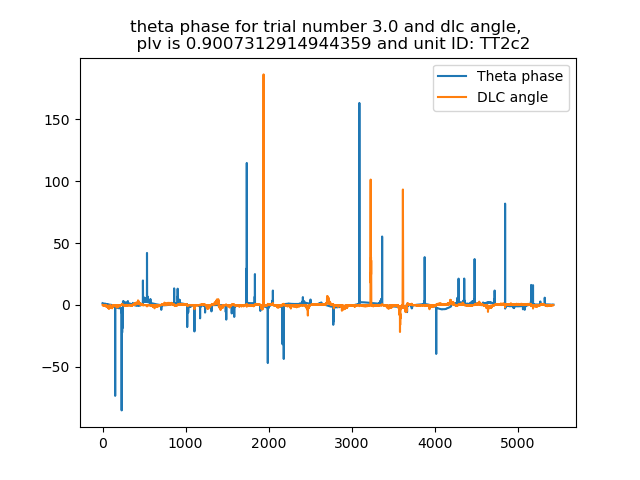 theta phase for trial number 3.0 and dlc angle,
plv is 0.9007312914944359 and unit ID: TT2c2
Theta phase
DLC angle
150
100
50
0
−50
0
1000
2000
3000
4000
5000